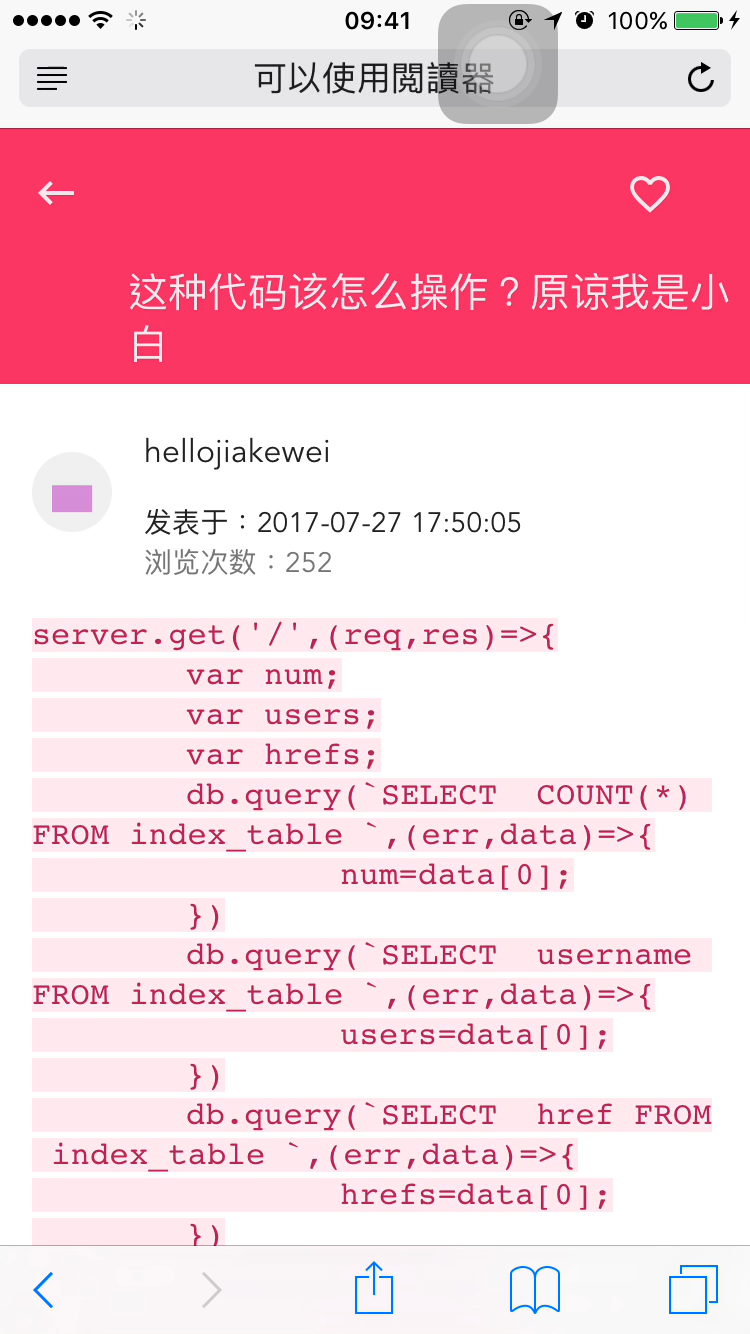 09:41
100%
可以使用閲讀器
这种代码该怎么操作？原谅我是小
白
hellojiakewei
发表于：2017-07-27 17:50:05
浏览次数：252
server.get('/',(req,res)=>{
        var num;
        var users;
        var hrefs;
        db.query(`SELECT  COUNT(*)
FROM index_table `,(err,data)=>{
                num=data[0];
        })
        db.query(`SELECT  username
FROM index_table `,(err,data)=>{
                users=data[0];
        })
        db.query(`SELECT  href FROM
 index_table `,(err,data)=>{
                hrefs=data[0];
        })